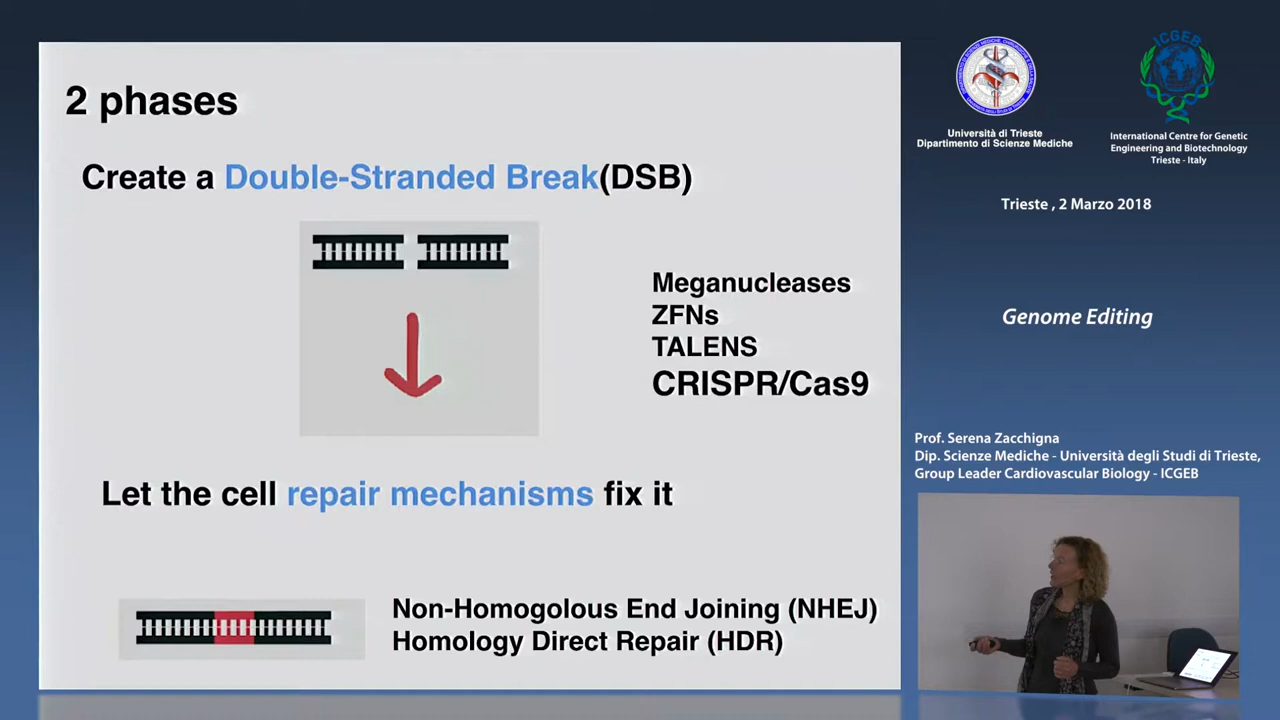 2 phases
Create a Double-Stranded Break(DSB)
Meganucleases
ZFNs
TALENS
CRISPR/Cas9
Let the cell repair mechanisms fix it
Non-Homogolous End Joining (NHEJ)
Homology Direct Repair (HDR)
ICGEB
Università di Trieste
Dipartimento di Scienze Mediche
International Centre for Genetic
Engineering and Biotechnology
Trieste - Italy
Trieste , 2 Marzo 2018
Genome Editing
Prof. Serena Zacchigna
Dip. Scienze Mediche - Università degli Studi di Trieste,
Group Leader Cardiovascular Biology - ICGEB